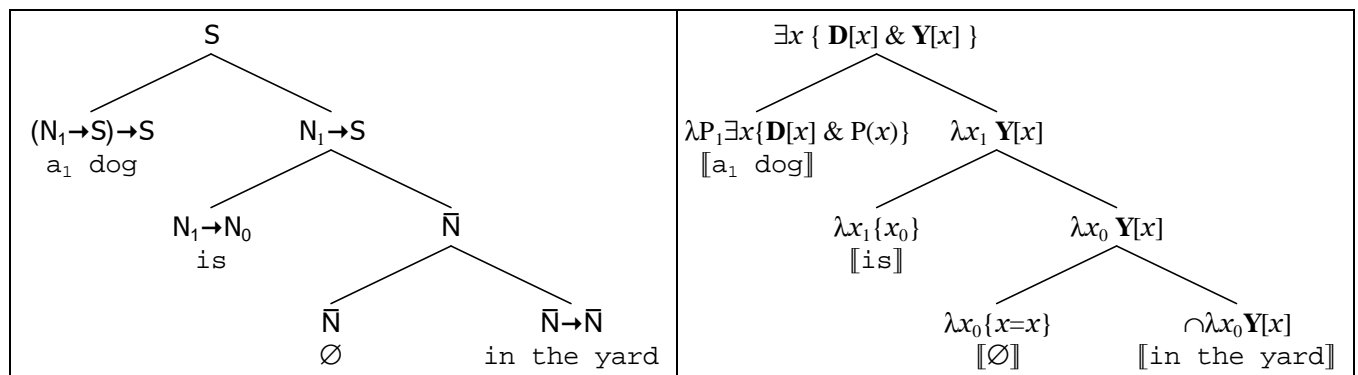 S
(N₁→S)→S N₁→S
a₁ dog
N₁→N₀ N̅
is
N̅ N̅→N̅
∅ in the yard
∃x { D[x] & Y[x] }
λP₁∃x{D[x] & P(x)} λx₁ Y[x]
⟦a₁ dog⟧
λx₁{x₀} λx₀ Y[x]
⟦is⟧
λx₀{x=x} ∩λx₀Y[x]
⟦∅⟧ ⟦in the yard⟧